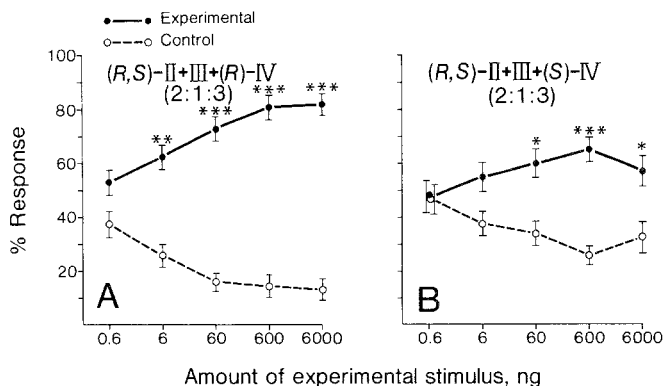 Experimental
Control
(R,S)-II+III+(R)-IV
(2:1:3)
(R,S)-II+III+(S)-IV
(2:1:3)
** *** *** ***
* *** *
% Response
100
80
60
40
20
A
B
0.6 6 60 600 6000
0.6 6 60 600 6000
Amount of experimental stimulus, ng